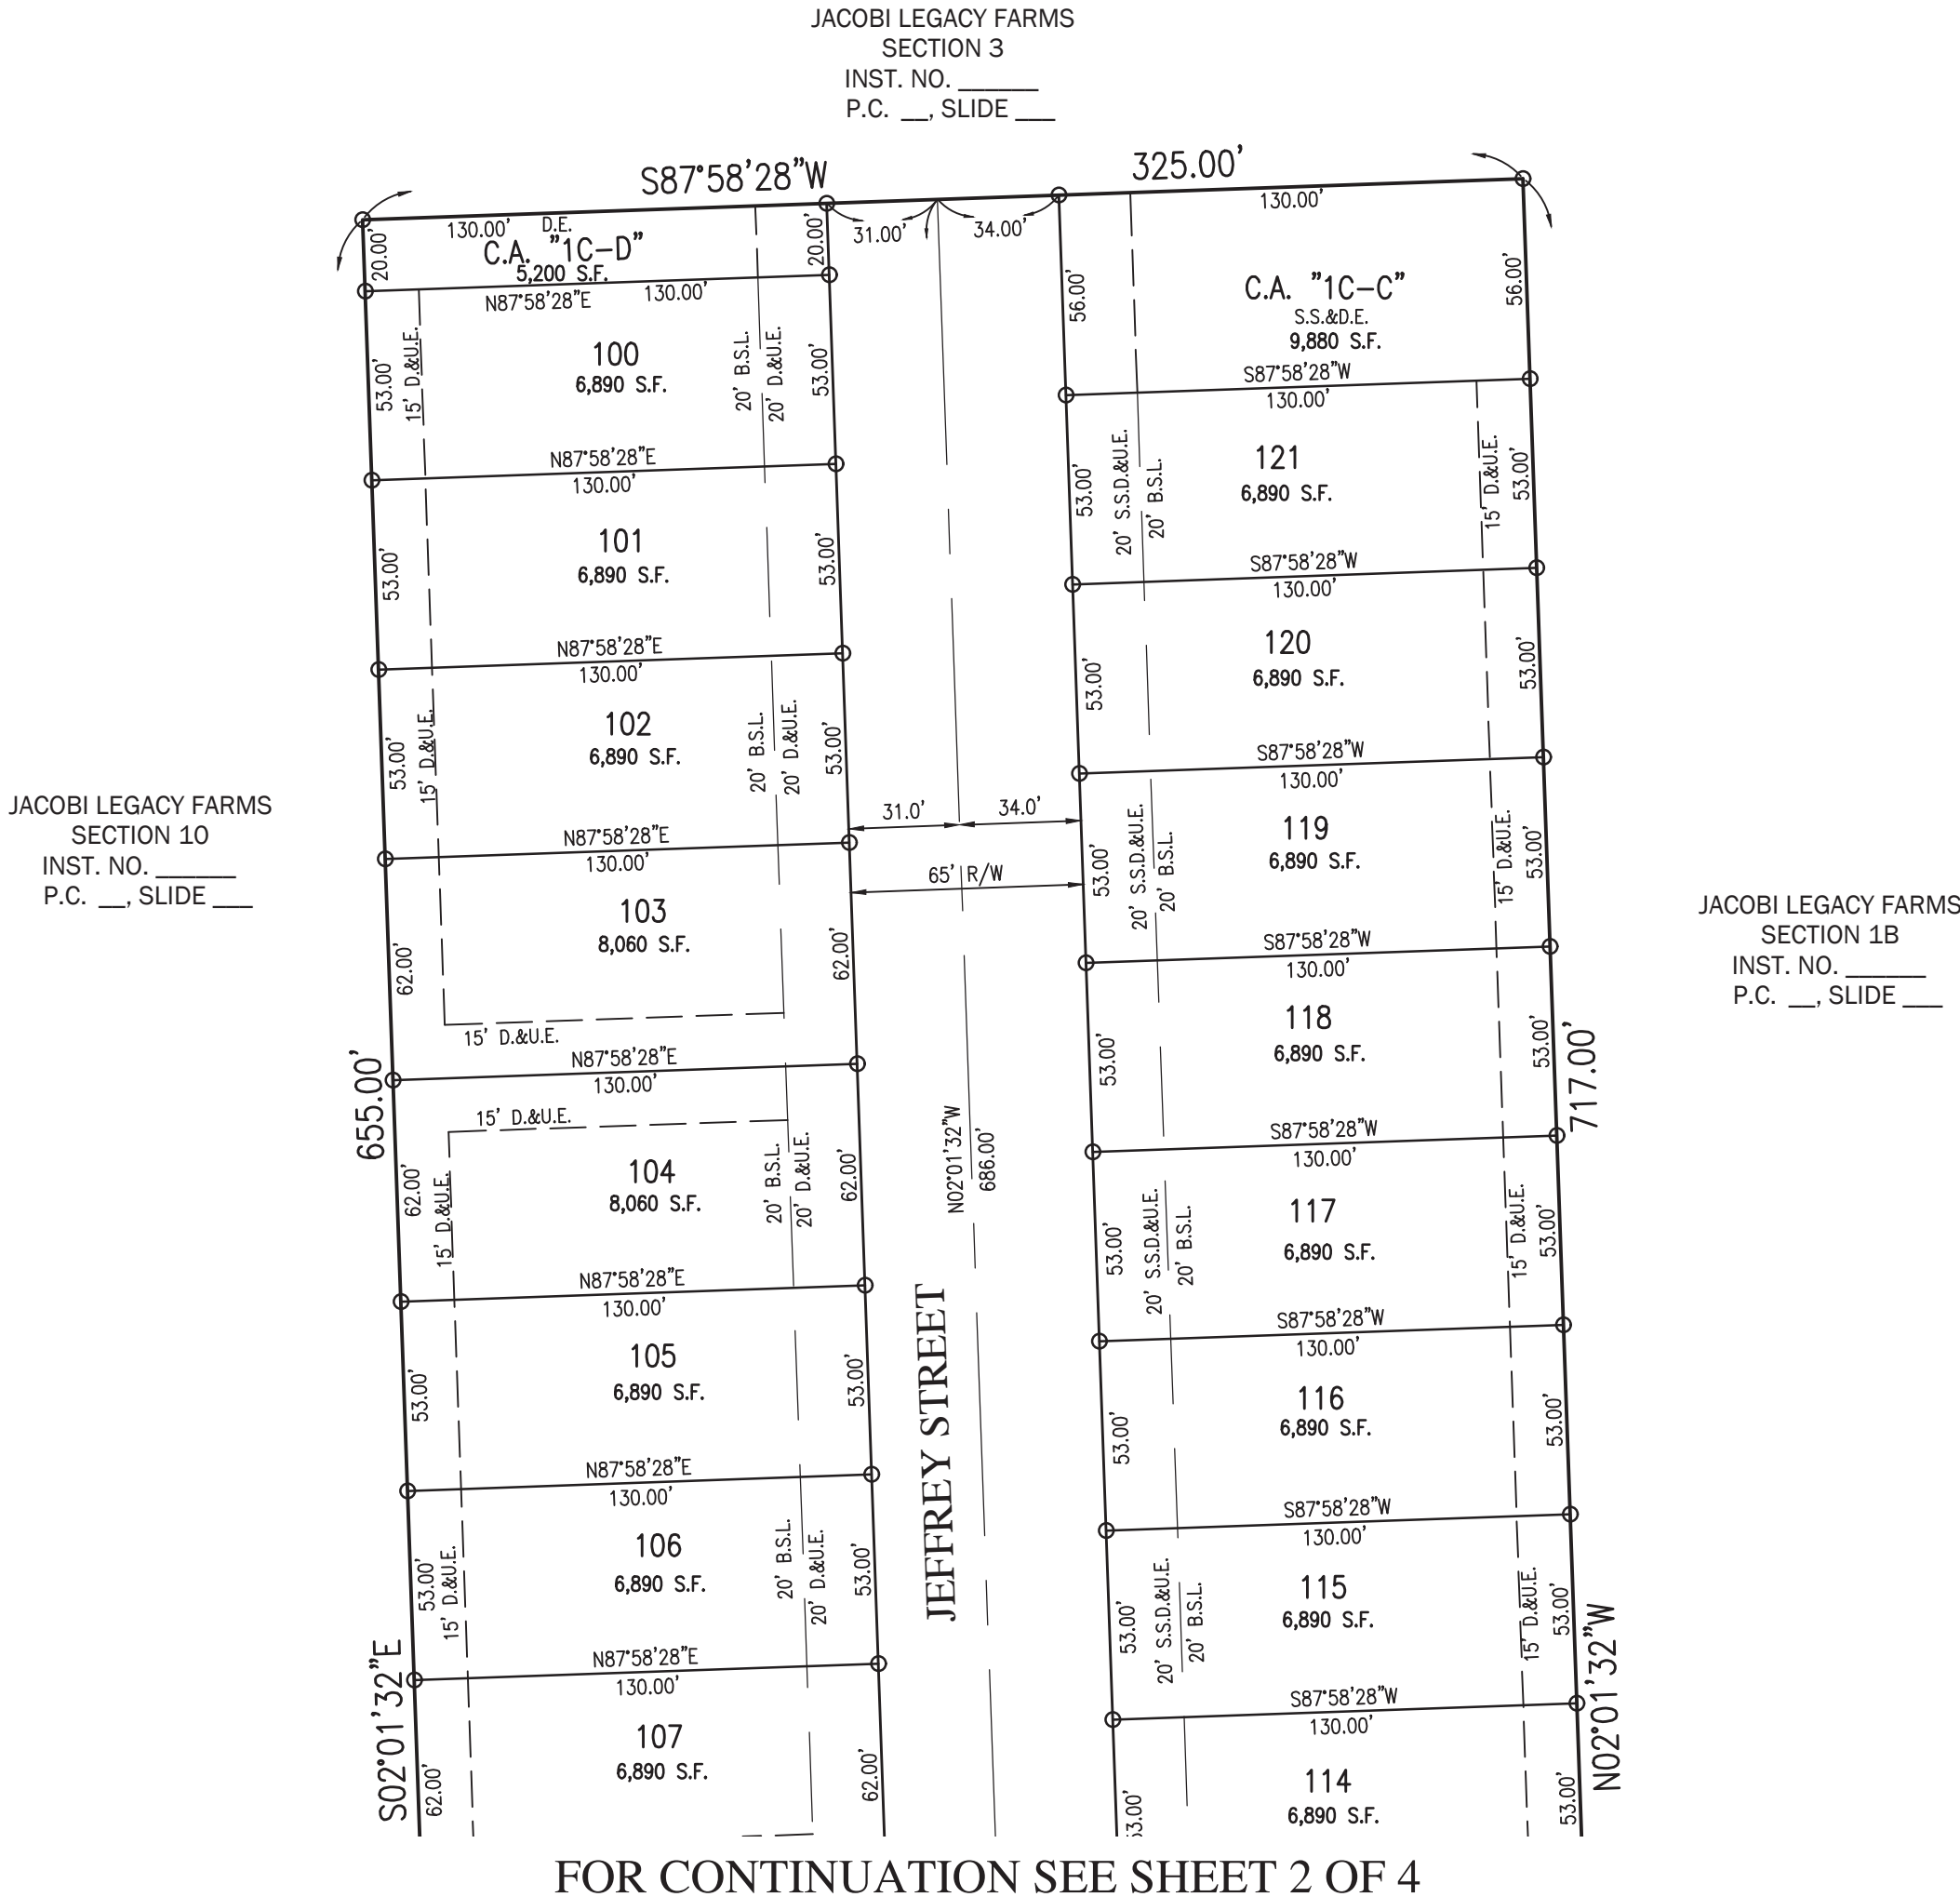 JACOBI LEGACY FARMS
SECTION 3
INST. NO. ______
P.C. __, SLIDE ___
S87°58'28"W
325.00'
130.00'
D.E.
C.A. "1C-D"
5,200 S.F.
20.00'
20.00'
31.00'
34.00'
130.00'
N87°58'28"E
130.00'
56.00'
C.A. "1C-C"
S.S.&D.E.
9,880 S.F.
56.00'
53.00'
15' D.&U.E.
100
6,890 S.F.
20' B.S.L.
20' D.&U.E.
53.00'
S87°58'28"W
130.00'
N87°58'28"E
130.00'
53.00'
20' S.S.D.&U.E.
20' B.S.L.
121
6,890 S.F.
15' D.&U.E.
53.00'
53.00'
101
6,890 S.F.
53.00'
S87°58'28"W
130.00'
N87°58'28"E
130.00'
53.00'
120
6,890 S.F.
53.00'
53.00'
15' D.&U.E.
102
6,890 S.F.
20' B.S.L.
20' D.&U.E.
53.00'
S87°58'28"W
130.00'
31.0'
34.0'
JACOBI LEGACY FARMS
SECTION 10
INST. NO. ______
P.C. __, SLIDE ___
N87°58'28"E
130.00'
65' R/W
53.00'
20' S.S.D.&U.E.
20' B.S.L.
119
6,890 S.F.
15' D.&U.E.
53.00'
JACOBI LEGACY FARMS
SECTION 1B
INST. NO. ______
P.C. __, SLIDE ___
62.00'
103
8,060 S.F.
62.00'
S87°58'28"W
130.00'
15' D.&U.E.
N87°58'28"E
130.00'
53.00'
118
6,890 S.F.
53.00'
655.00'
717.00'
15' D.&U.E.
N02°01'32"W
686.00'
S87°58'28"W
130.00'
62.00'
15' D.&U.E.
104
8,060 S.F.
20' B.S.L.
20' D.&U.E.
62.00'
53.00'
20' S.S.D.&U.E.
20' B.S.L.
117
6,890 S.F.
15' D.&U.E.
53.00'
N87°58'28"E
130.00'
S87°58'28"W
130.00'
53.00'
105
6,890 S.F.
53.00'
JEFFREY STREET
53.00'
116
6,890 S.F.
53.00'
N87°58'28"E
130.00'
S87°58'28"W
130.00'
53.00'
15' D.&U.E.
106
6,890 S.F.
20' B.S.L.
20' D.&U.E.
53.00'
53.00'
20' S.S.D.&U.E.
20' B.S.L.
115
6,890 S.F.
15' D.&U.E.
53.00'
S02°01'32"E
N87°58'28"E
130.00'
S87°58'28"W
130.00'
N02°01'32"W
62.00'
107
6,890 S.F.
62.00'
53.00'
114
6,890 S.F.
53.00'
FOR CONTINUATION SEE SHEET 2 OF 4